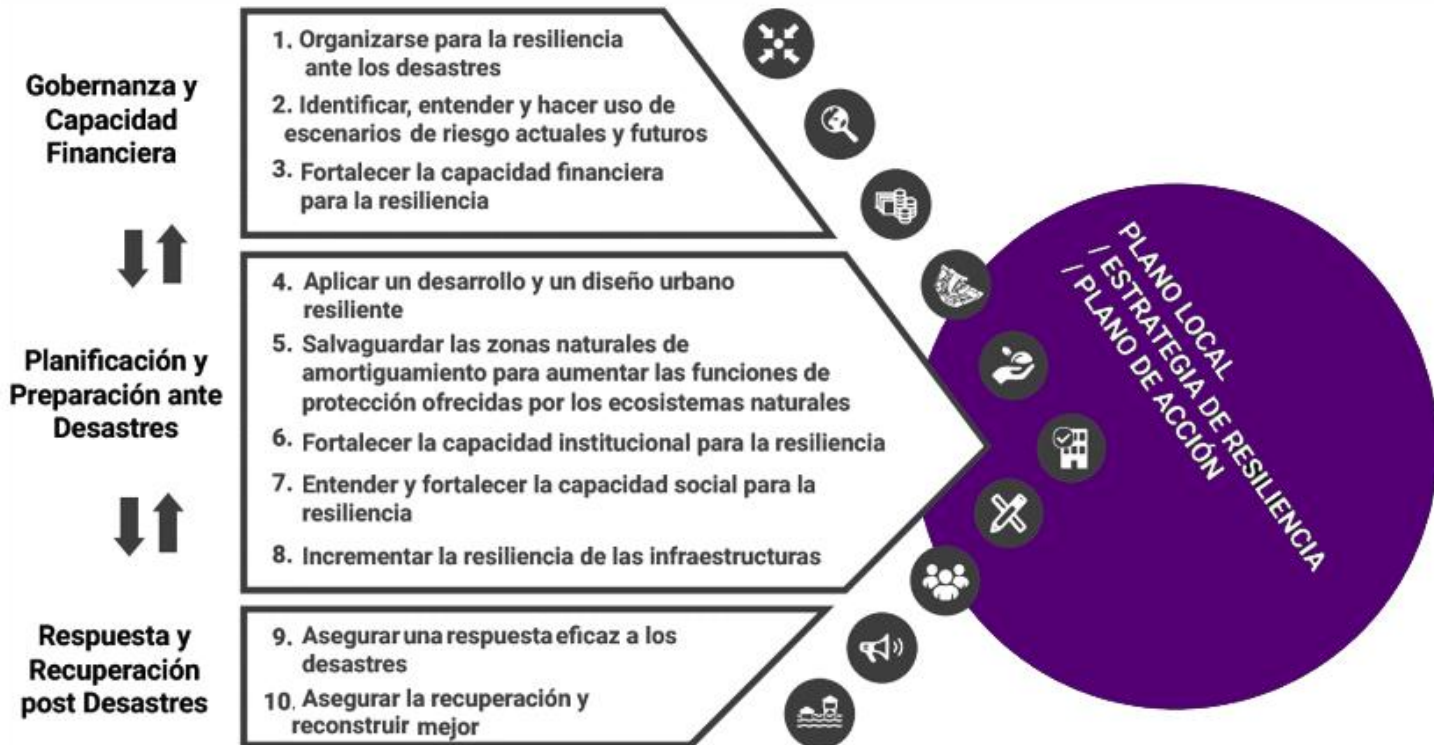 Gobernanza y
Capacidad
Financiera
1. Organizarse para la resiliencia
ante los desastres
2. Identificar, entender y hacer uso de
escenarios de riesgo actuales y futuros
3. Fortalecer la capacidad financiera
para la resiliencia
Planificación y
Preparación ante
Desastres
4. Aplicar un desarrollo y un diseño urbano
resiliente
5. Salvaguardar las zonas naturales de
amortiguamiento para aumentar las funciones de
protección ofrecidas por los ecosistemas naturales
6. Fortalecer la capacidad institucional para la resiliencia
7. Entender y fortalecer la capacidad social para la
resiliencia
8. Incrementar la resiliencia de las infraestructuras
Respuesta y
Recuperación
post Desastres
9. Asegurar una respuesta eficaz a los
desastres
10. Asegurar la recuperación y
reconstruir mejor
PLANO LOCAL
/ ESTRATEGIA DE RESILIENCIA
/ PLANO DE ACCIÓN